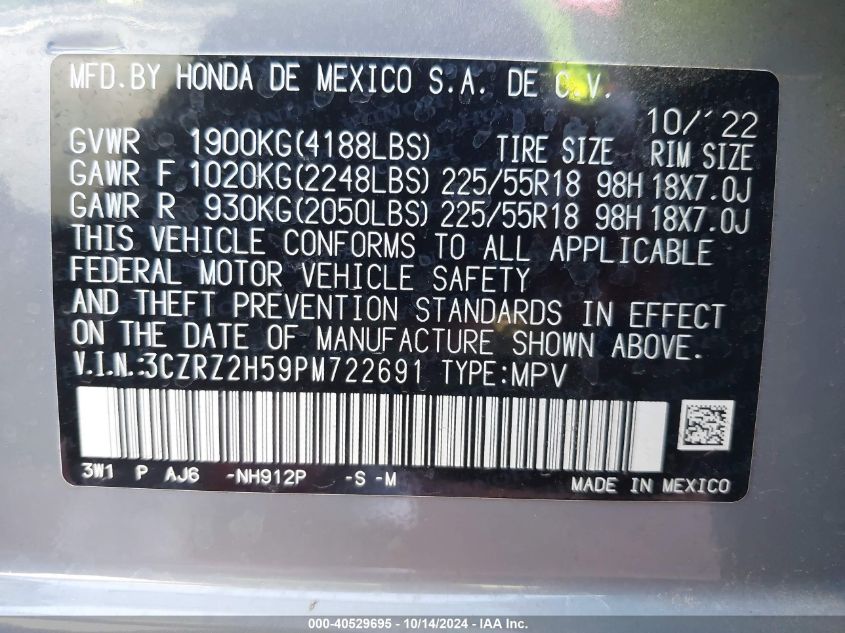 MFD.BY HONDA DE MEXICO S.A. DE C.V.
10/'22
GVWR 1900KG(4188LBS) TIRE SIZE RIM SIZE
GAWR F 1020KG(2248LBS) 225/55R18 98H 18X7.0J
GAWR R 930KG(2050LBS) 225/55R18 98H 18X7.0J
THIS VEHICLE CONFORMS TO ALL APPLICABLE
FEDERAL MOTOR VEHICLE SAFETY
AND THEFT PREVENTION STANDARDS IN EFFECT
ON THE DATE OF MANUFACTURE SHOWN ABOVE.
V.I.N.:3CZRZ2H59PM722691 TYPE:MPV
3W1 P AJ6 -NH912P -S -M MADE IN MEXICO
000-40529695 - 10/14/2024 - IAA Inc.